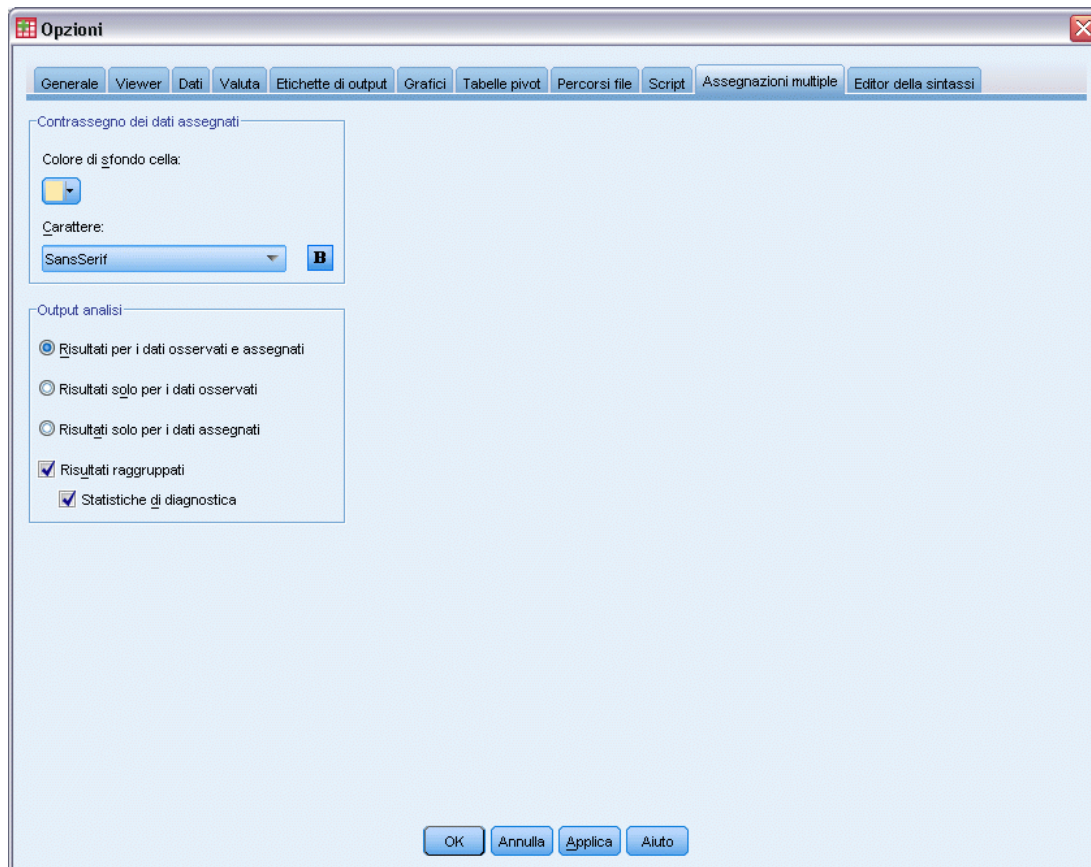 Opzioni
Generale Viewer Dati Valuta Etichette di output Grafici Tabelle pivot Percorsi file Script Assegnazioni multiple Editor della sintassi
Contrassegno dei dati assegnati
Colore di sfondo cella:
Carattere:
SansSerif B
Output analisi
Risultati per i dati osservati e assegnati
Risultati solo per i dati osservati
Risultati solo per i dati assegnati
Risultati raggruppati
Statistiche di diagnostica
OK Annulla Applica Aiuto